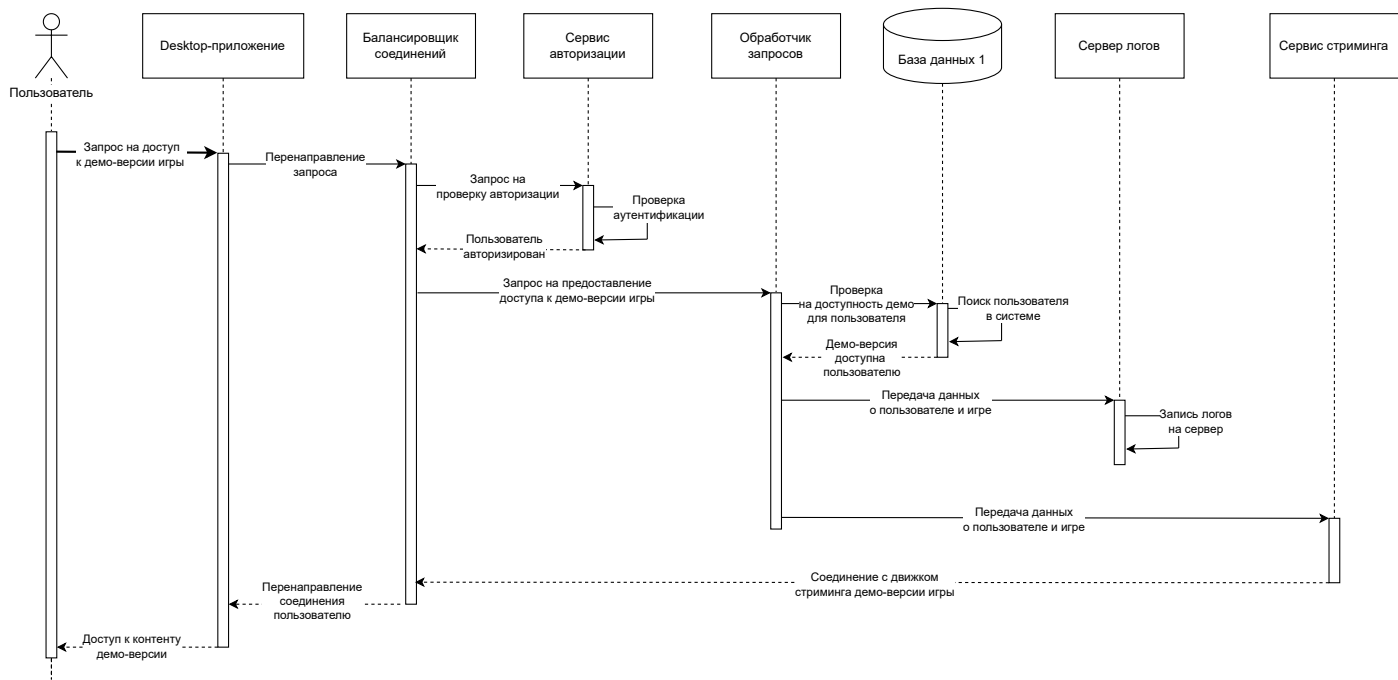 Пользователь
Desktop-приложение
Балансировщик
соединений
Сервис
авторизации
Обработчик
запросов
База данных 1
Сервер логов
Сервис стриминга
Запрос на доступ
к демо-версии игры
Перенаправление
запроса
Запрос на
проверку авторизации
Проверка
аутентификации
Пользователь
авторизирован
Запрос на предоставление
доступа к демо-версии игры
Проверка
на доступность демо
для пользователя
Поиск пользователя
в системе
Демо-версия
доступна
пользователю
Передача данных
о пользователе и игре
Запись логов
на сервер
Передача данных
о пользователе и игре
Соединение с движком
стриминга демо-версии игры
Перенаправление
соединения
пользователю
Доступ к контенту
демо-версии